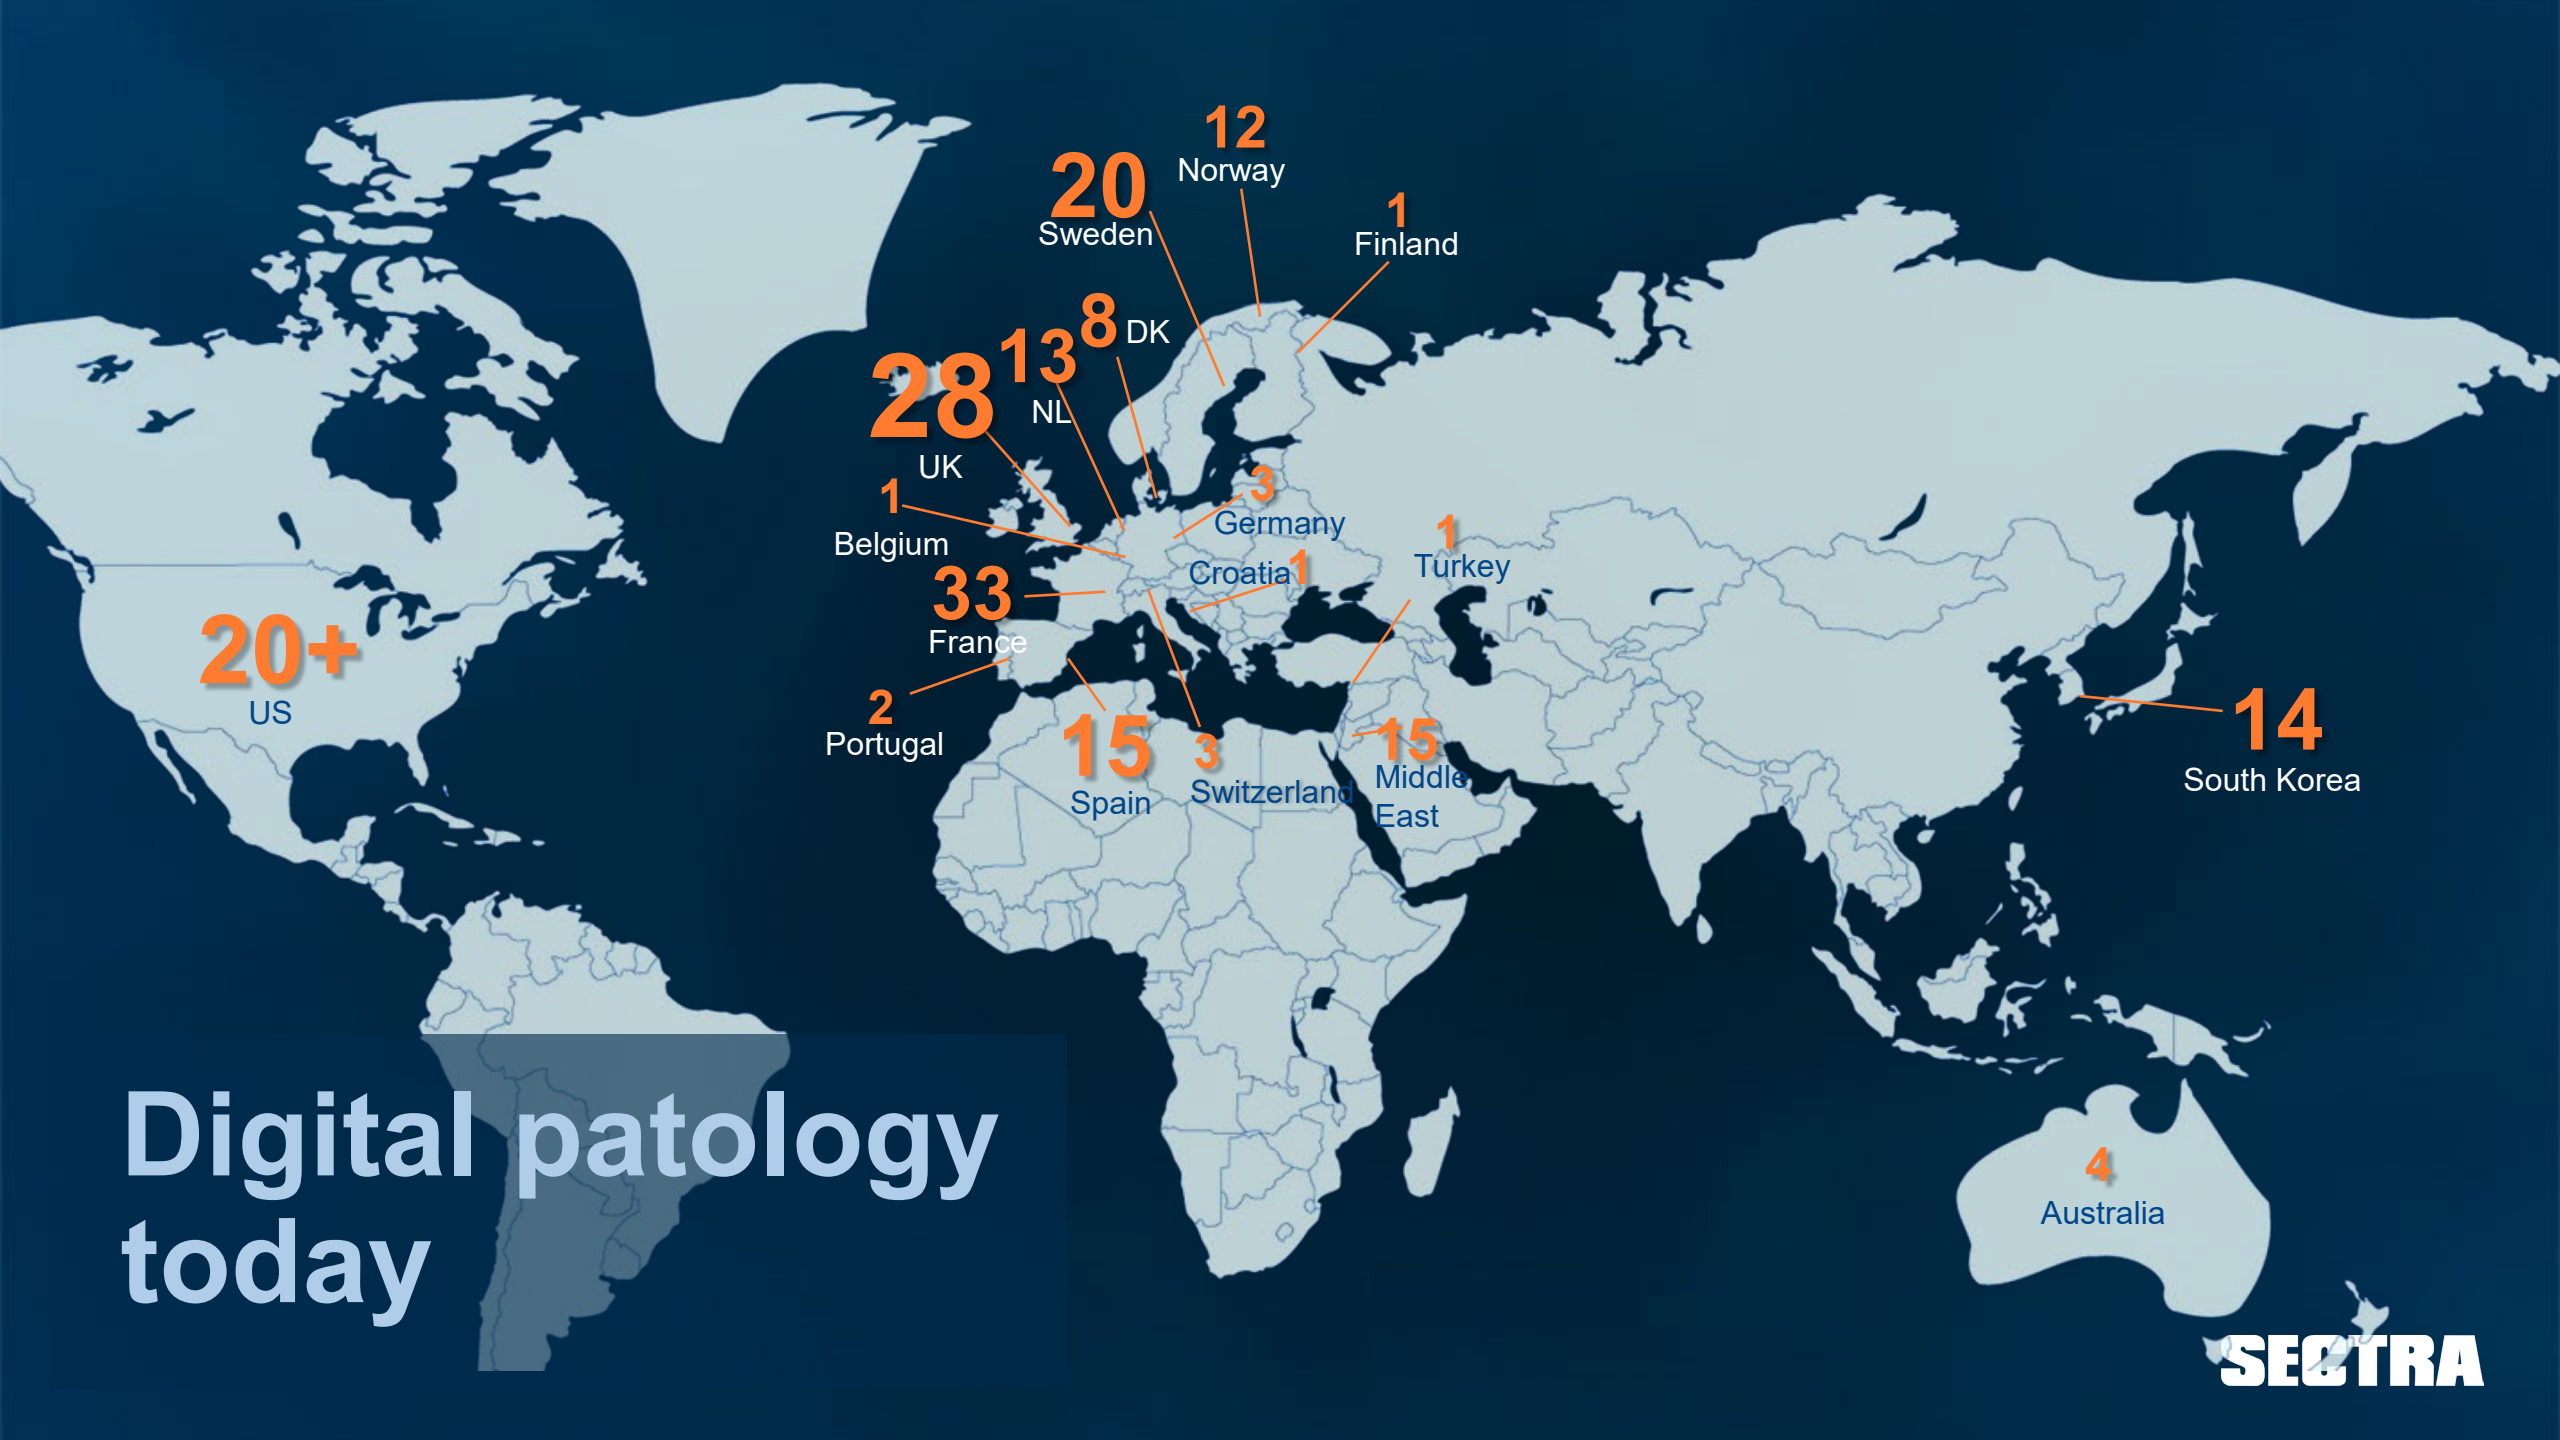 12
Norway
20
Sweden
1
Finland
8 DK
13
NL
28
UK
1
Belgium
3
Germany
Croatia 1
1
Turkey
33
France
20+
US
2
Portugal
15
Spain
3
Switzerland
15
Middle
East
14
South Korea
4
Australia
Digital patology
today
SECTRA